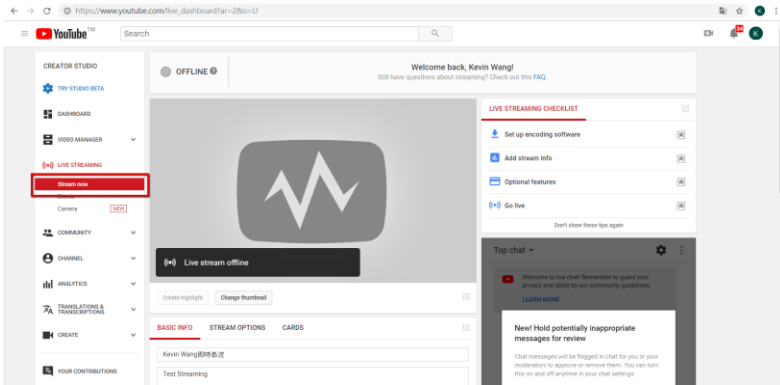 https://www.youtube.com/live_dashboard?ar=2&o=U
K
YouTube TW
Search
34
K
CREATOR STUDIO
TRY STUDIO BETA
DASHBOARD
VIDEO MANAGER
LIVE STREAMING
Stream now
Events
Camera
NEW
COMMUNITY
CHANNEL
ANALYTICS
TRANSLATIONS &
TRANSCRIPTIONS
CREATE
YOUR CONTRIBUTIONS
OFFLINE
Welcome back, Kevin Wang!
Still have questions about streaming? Check out this FAQ.
Live stream offline
Create highlight
Change thumbnail
BASIC INFO STREAM OPTIONS CARDS
Kevin Wang即時串流
Test Streaming
LIVE STREAMING CHECKLIST
Set up encoding software
Add stream info
Optional features
Go live
Don't show these tips again
Top chat
Welcome to live chat! Remember to guard your
privacy and abide by our community guidelines.
LEARN MORE
New! Hold potentially inappropriate
messages for review
Chat messages will be flagged in chat for you or your
moderators to approve or remove them. You can turn
this on and off anytime in your chat settings.